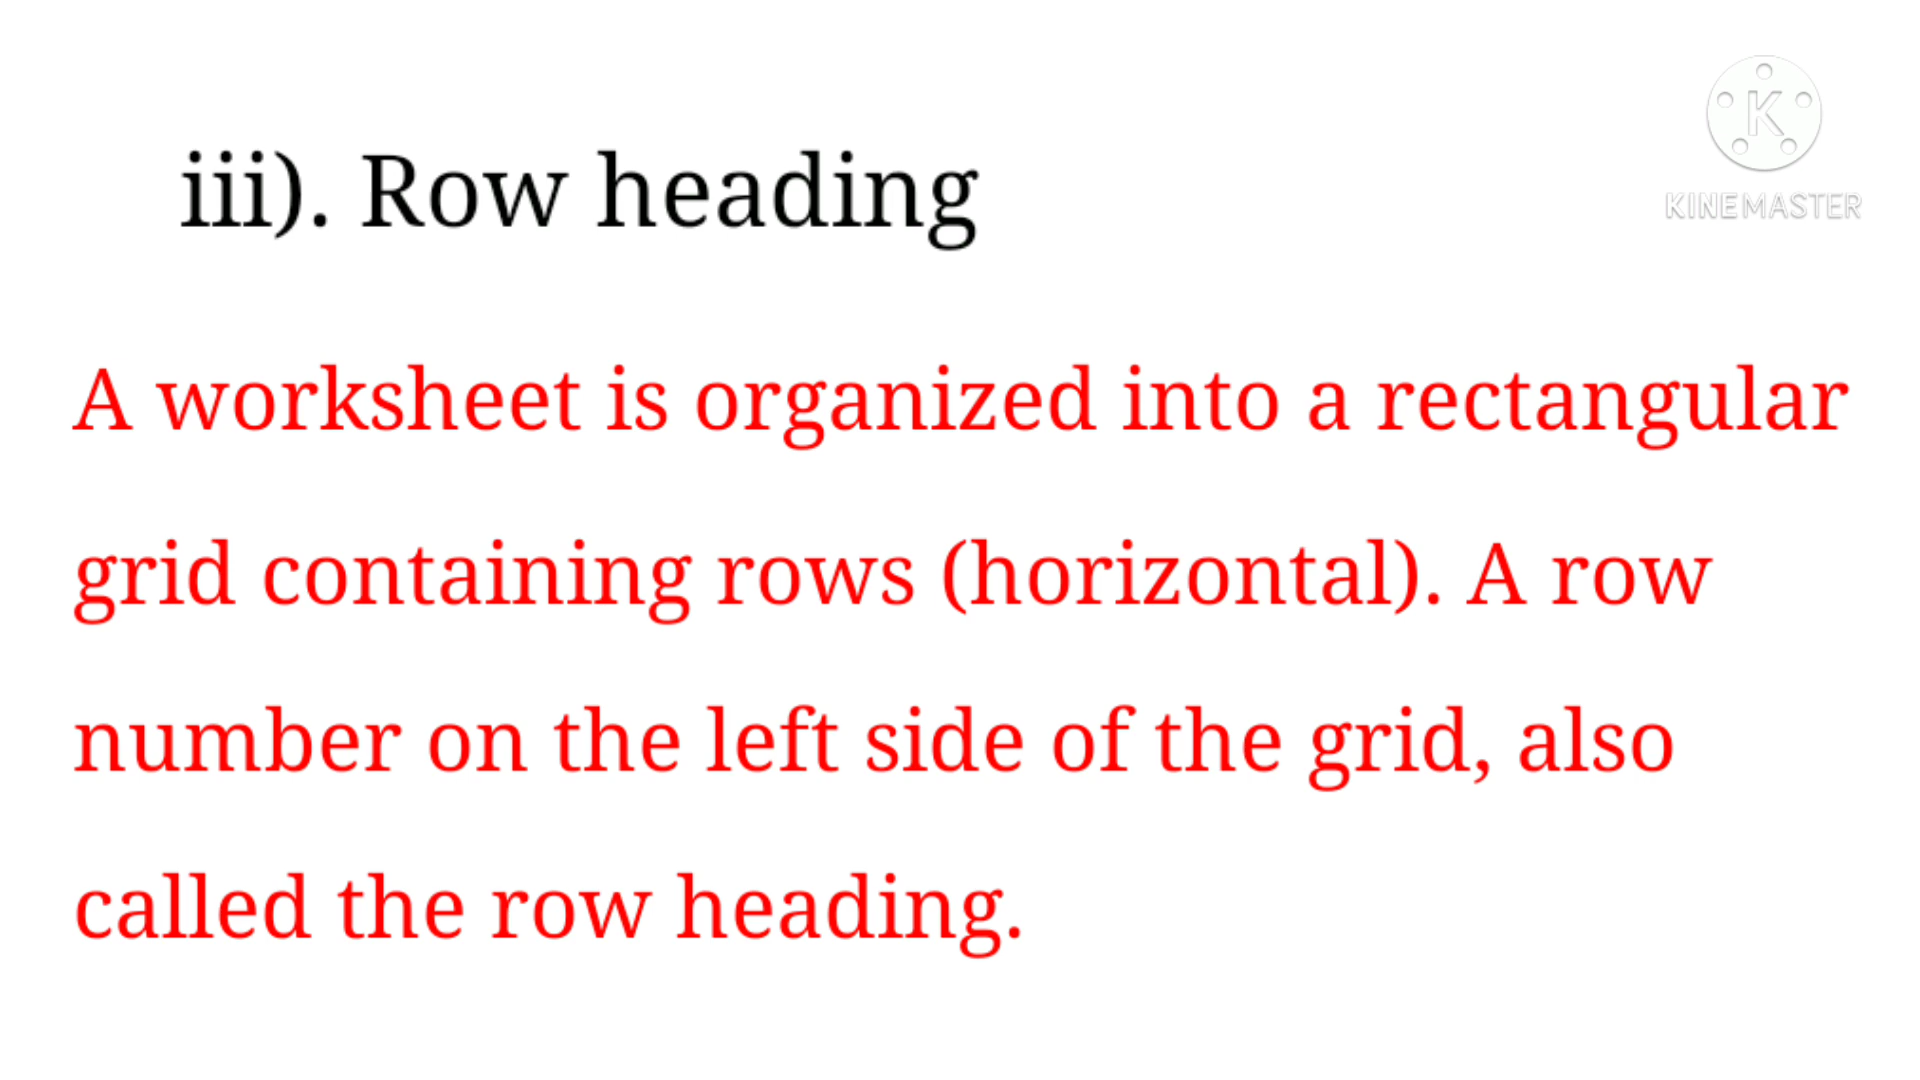 K
KINEMASTER
iii). Row heading
A worksheet is organized into a rectangular
grid containing rows (horizontal). A row
number on the left side of the grid, also
called the row heading.